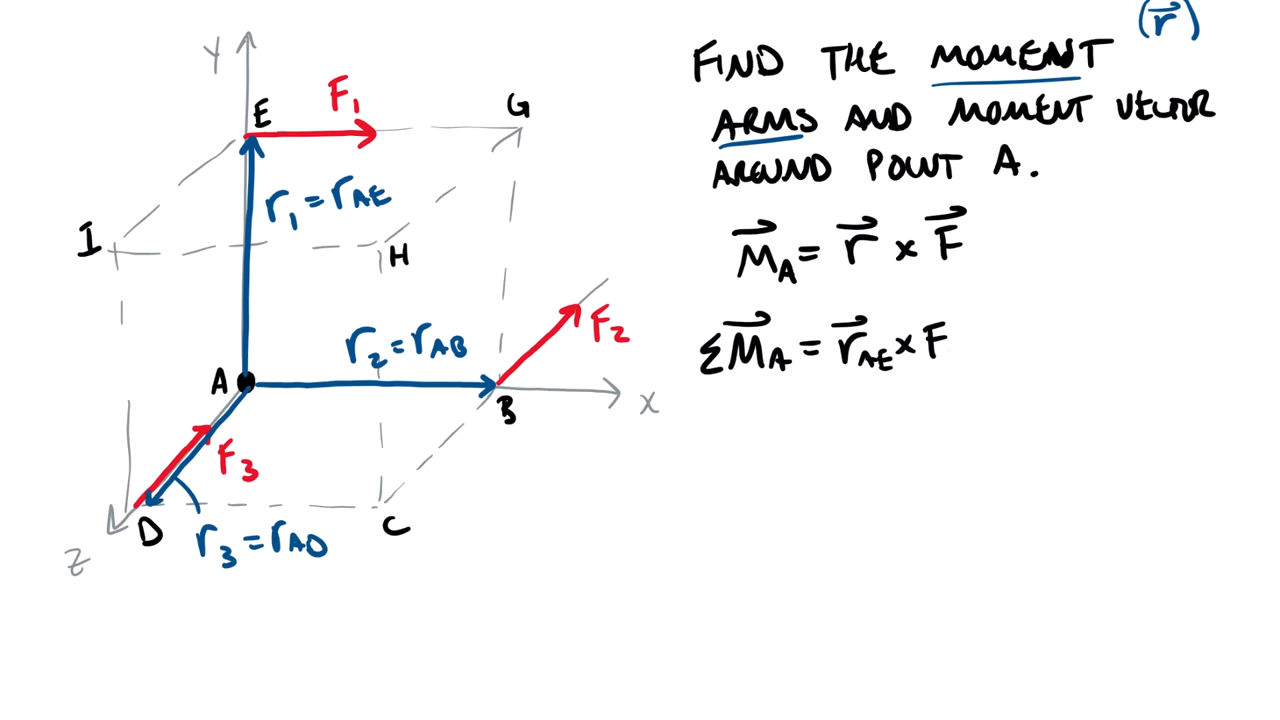 (r⃗)
FIND THE MOMENT
ARMS AND MOMENT VECTOR
AROUND POINT A.
M⃗A = r⃗ × F⃗
ΣM⃗A = r⃗AE × F
Y
E
F1
G
r1 = rAE
I
H
r2 = rAB
F2
A
B
X
F3
D
C
r3 = rAD
Z